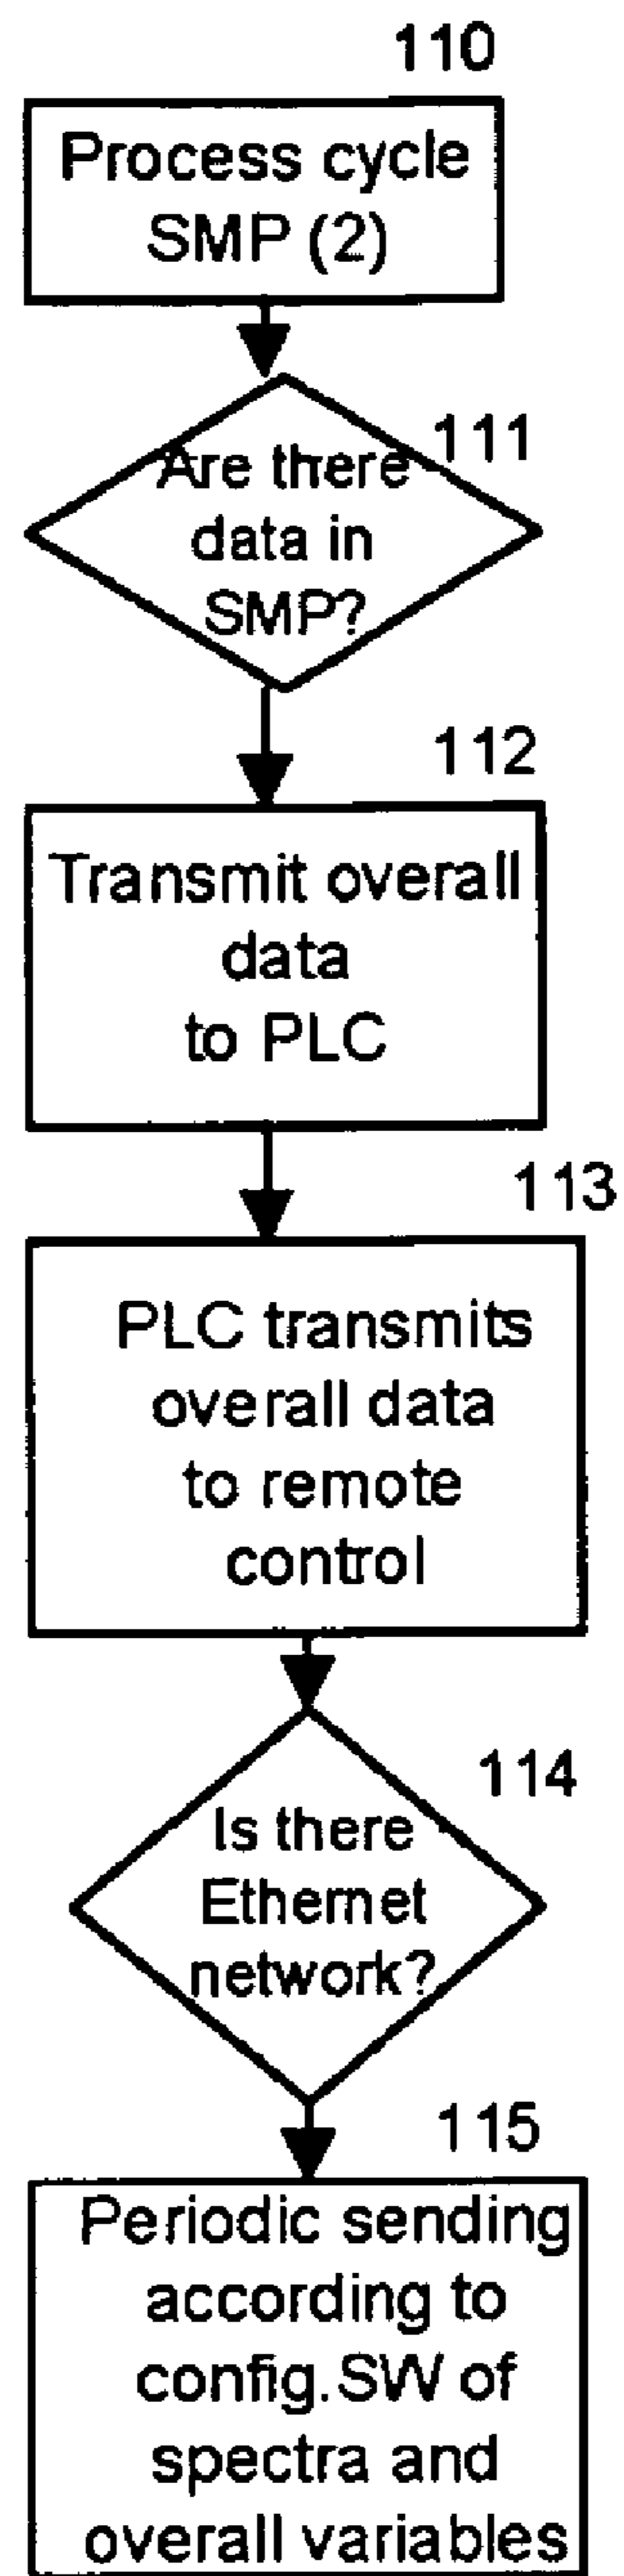 110
Process cycle
SMP (2)
111
Are there
data in
SMP?
112
Transmit overall
data
to PLC
113
PLC transmits
overall data
to remote
control
114
Is there
Ethernet
network?
115
Periodic sending
according to
config.SW of
spectra and
overall variables